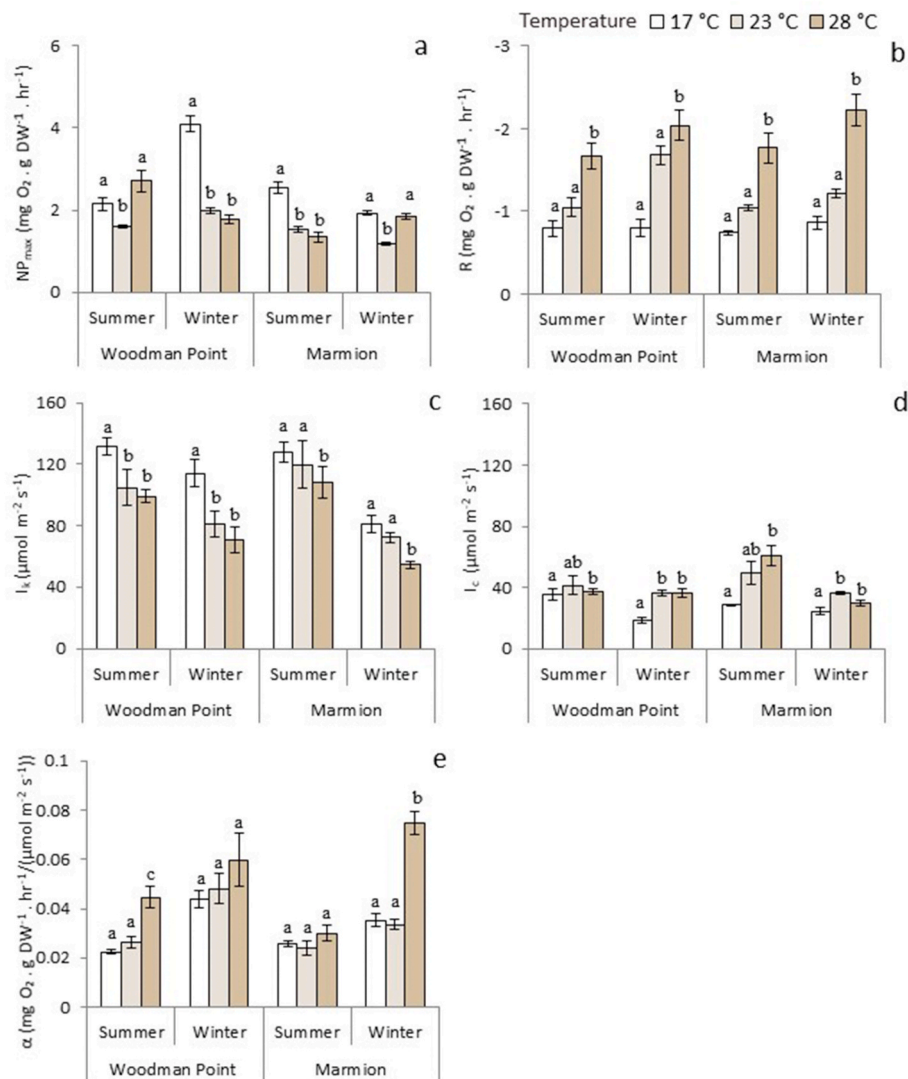 Temperature 17 °C 23 °C 28 °C
a
NPmax (mg O2 . g DW-1 . hr-1)
6
4
2
0
a b a
a b b
a b b
a b a
Summer Winter Summer Winter
Woodman Point Marmion
b
R (mg O2 . g DW-1 . hr-1)
-3
-2
-1
0
a a b
a a b
a a b
a a b
Summer Winter Summer Winter
Woodman Point Marmion
c
Ik (µmol m-2 s-1)
160
120
80
40
0
a b b
a b b
a a b
a a b
Summer Winter Summer Winter
Woodman Point Marmion
d
Ic (µmol m-2 s-1)
160
120
80
40
0
a ab b
a b b
a ab b
a b b
Summer Winter Summer Winter
Woodman Point Marmion
e
α (mg O2 . g DW-1 . hr-1/(µmol m-2 s-1))
0.1
0.08
0.06
0.04
0.02
0
a a c
a a a
a a a
a a b
Summer Winter Summer Winter
Woodman Point Marmion